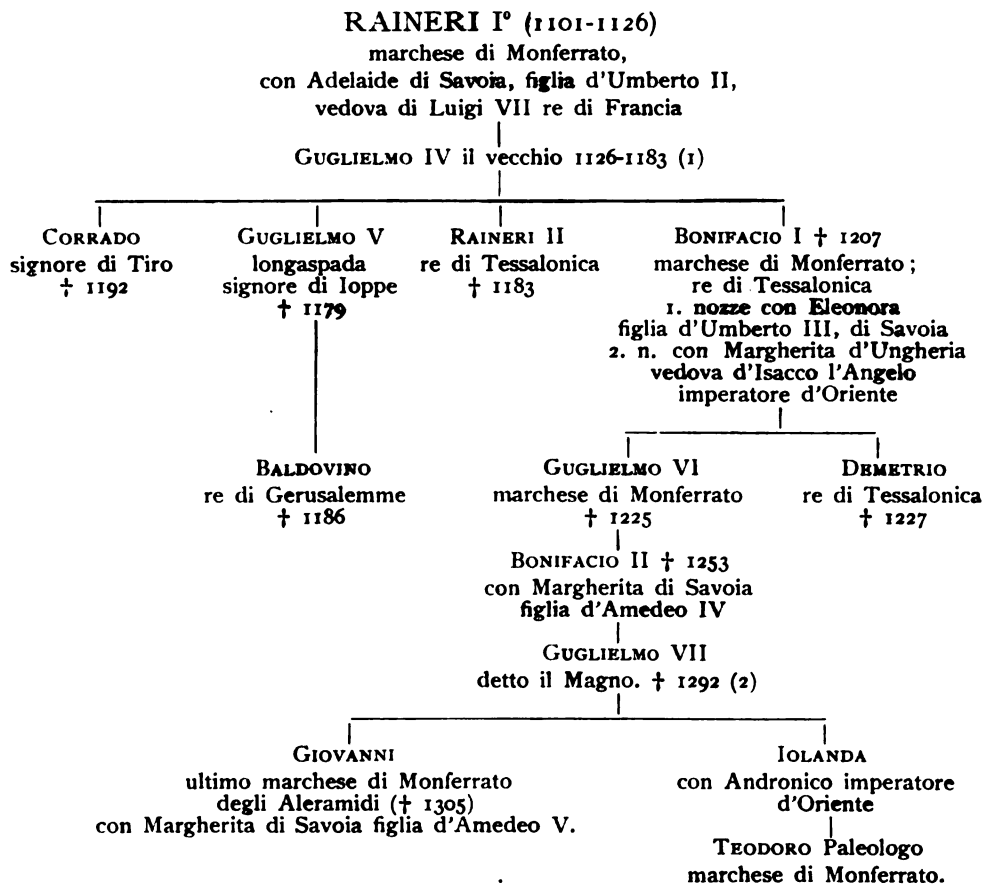 RAINERI I° (1101-1126)
marchese di Monferrato,
con Adelaide di Savoia, figlia d'Umberto II,
vedova di Luigi VII re di Francia
GUGLIELMO IV il vecchio 1126-1183 (1)
CORRADO
signore di Tiro
† 1192
GUGLIELMO V
longaspada
signore di Ioppe
† 1179
RAINERI II
re di Tessalonica
† 1183
BONIFACIO I † 1207
marchese di Monferrato ;
re di Tessalonica
1. nozze con Eleonora
figlia d'Umberto III, di Savoia
2. n. con Margherita d'Ungheria
vedova d'Isacco l'Angelo
imperatore d'Oriente
BALDOVINO
re di Gerusalemme
† 1186
GUGLIELMO VI
marchese di Monferrato
† 1225
DEMETRIO
re di Tessalonica
† 1227
BONIFACIO II † 1253
con Margherita di Savoia
figlia d'Amedeo IV
GUGLIELMO VII
detto il Magno. † 1292 (2)
GIOVANNI
ultimo marchese di Monferrato
degli Aleramidi († 1305)
con Margherita di Savoia figlia d'Amedeo V.
IOLANDA
con Andronico imperatore
d'Oriente
TEODORO Paleologo
marchese di Monferrato.